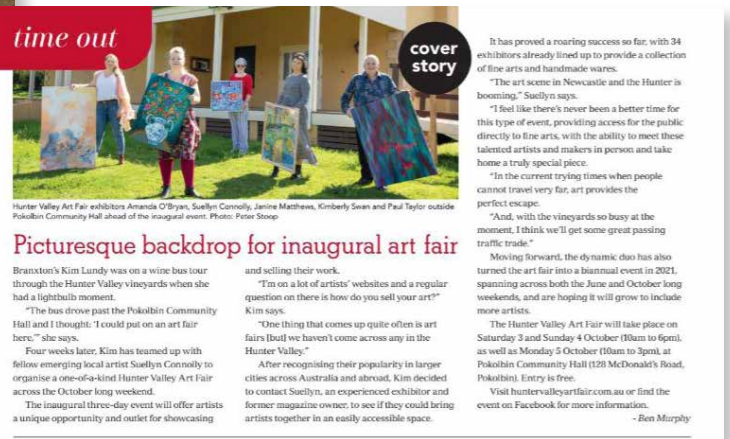 time out
cover
story
Hunter Valley Art Fair exhibitors Amanda O'Bryan, Suellyn Connolly, Janine Matthews, Kimberly Swan and Paul Taylor outside
Pokolbin Community Hall ahead of the inaugural event. Photo: Peter Stoop
Picturesque backdrop for inaugural art fair
Branxton's Kim Lundy was on a wine bus tour
through the Hunter Valley vineyards when she
had a lightbulb moment.
"The bus drove past the Pokolbin Community
Hall and I thought: 'I could put on an art fair
here,'" she says.
Four weeks later, Kim has teamed up with
fellow emerging local artist Suellyn Connolly to
organise a one-of-a-kind Hunter Valley Art Fair
across the October long weekend.
The inaugural three-day event will offer artists
a unique opportunity and outlet for showcasing
and selling their work.
"I'm on a lot of artists' websites and a regular
question on there is how do you sell your art?"
Kim says.
"One thing that comes up quite often is art
fairs [but] we haven't come across any in the
Hunter Valley."
After recognising their popularity in larger
cities across Australia and abroad, Kim decided
to contact Suellyn, an experienced exhibitor and
former magazine owner, to see if they could bring
artists together in an easily accessible space.
It has proved a roaring success so far, with 34
exhibitors already lined up to provide a collection
of fine arts and handmade wares.
"The art scene in Newcastle and the Hunter is
booming," Suellyn says.
"I feel like there's never been a better time for
this type of event, providing access for the public
directly to fine arts, with the ability to meet these
talented artists and makers in person and take
home a truly special piece.
"In the current trying times when people
cannot travel very far, art provides the
perfect escape.
"And, with the vineyards so busy at the
moment, I think we'll get some great passing
traffic trade."
Moving forward, the dynamic duo has also
turned the art fair into a biannual event in 2021,
spanning across both the June and October long
weekends, and are hoping it will grow to include
more artists.
The Hunter Valley Art Fair will take place on
Saturday 3 and Sunday 4 October (10am to 6pm),
as well as Monday 5 October (10am to 3pm), at
Pokolbin Community Hall (128 McDonald's Road,
Pokolbin). Entry is free.
Visit huntervalleyartfair.com.au or find the
event on Facebook for more information.
- Ben Murphy